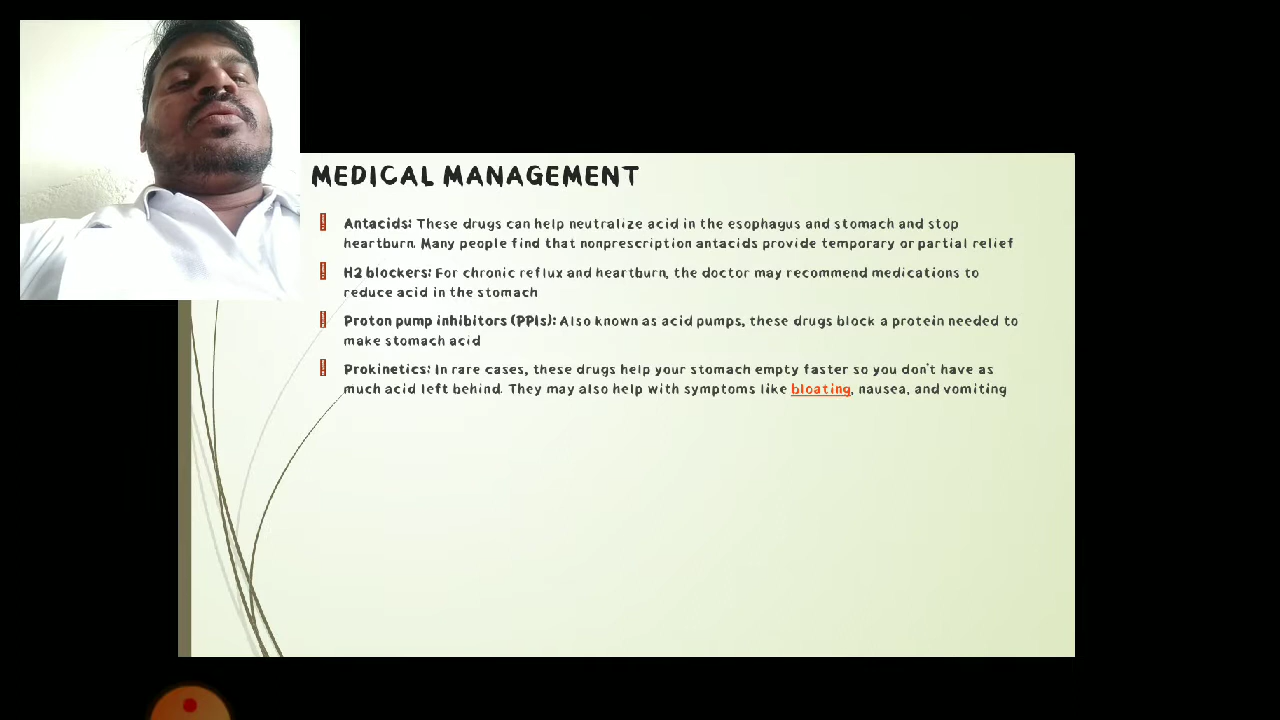 MEDICAL MANAGEMENT
Antacids: These drugs can help neutralize acid in the esophagus and stomach and stop
heartburn. Many people find that nonprescription antacids provide temporary or partial relief
H2 blockers: For chronic reflux and heartburn, the doctor may recommend medications to
reduce acid in the stomach
Proton pump inhibitors (PPIs): Also known as acid pumps, these drugs block a protein needed to
make stomach acid
Prokinetics: In rare cases, these drugs help your stomach empty faster so you don't have as
much acid left behind. They may also help with symptoms like bloating, nausea, and vomiting